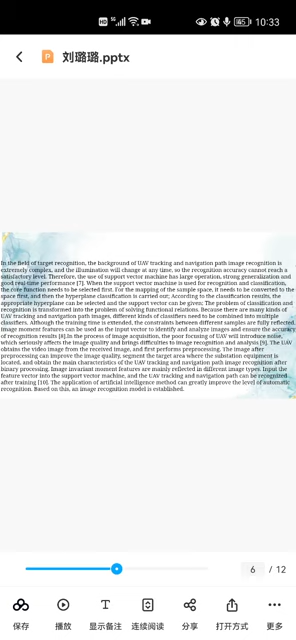 HD 5G 165 10:33
刘璐璐.pptx
In the field of target recognition, the background of UAV tracking and navigation path image recognition is
extremely complex, and the illumination will change at any time, so the recognition accuracy cannot reach a
satisfactory level. Therefore, the use of support vector machine has large operation, strong generalization and
good real-time performance [7]. When the support vector machine is used for recognition and classification,
the core function needs to be selected first. For the mapping of the sample space, it needs to be converted to the
space first, and then the hyperplane classification is carried out; According to the classification results, the
appropriate hyperplane can be selected and the support vector can be given; The problem of classification and
recognition is transformed into the problem of solving functional relations. Because there are many kinds of
UAV tracking and navigation path images, different kinds of classifiers need to be combined into multiple
classifiers. Although the training time is extended, the constraints between different samples are fully reflected.
Image moment features can be used as the input vector to identify and analyze images and ensure the accuracy
of recognition results [8].In the process of image acquisition, the poor focusing of UAV will introduce noise,
which seriously affects the image quality and brings difficulties to image recognition and analysis [9]. The UAV
obtains the video image from the received image, and first performs preprocessing. The image after
preprocessing can improve the image quality, segment the target area where the substation equipment is
located, and obtain the main characteristics of the UAV tracking and navigation path image recognition after
binary processing. Image invariant moment features are mainly reflected in different image types. Input the
feature vector into the support vector machine, and the UAV tracking and navigation path can be recognized
after training [10]. The application of artificial intelligence method can greatly improve the level of automatic
recognition. Based on this, an image recognition model is established.
6 / 12
保存 播放 显示备注 连续阅读 分享 打开方式 更多